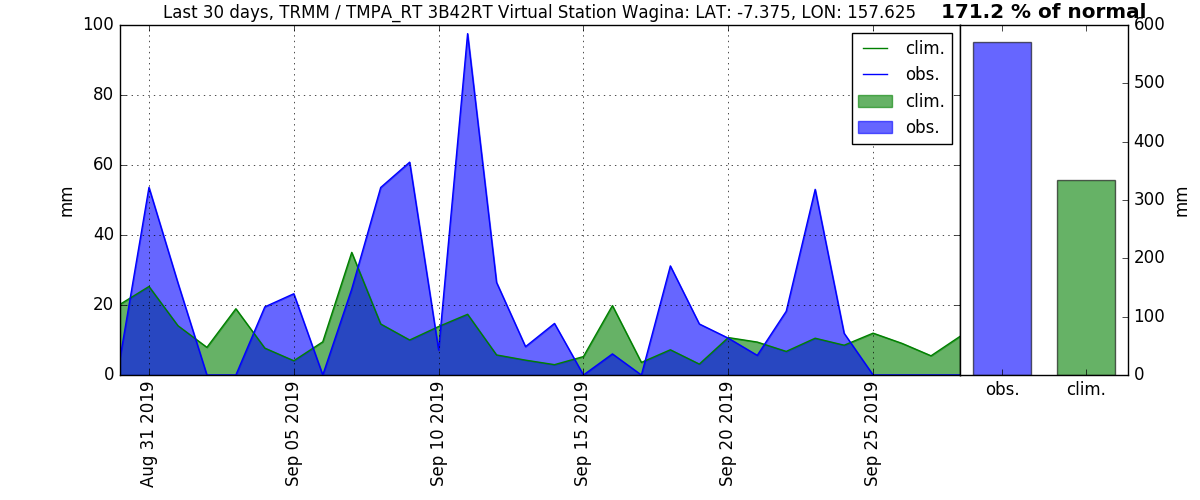 Last 30 days, TRMM / TMPA_RT 3B42RT Virtual Station Wagina: LAT: -7.375, LON: 157.625
171.2 % of normal
100
80
60
40
20
0
mm
clim.
obs.
clim.
obs.
600
500
400
300
200
100
0
mm
Aug 31 2019
Sep 05 2019
Sep 10 2019
Sep 15 2019
Sep 20 2019
Sep 25 2019
obs.
clim.